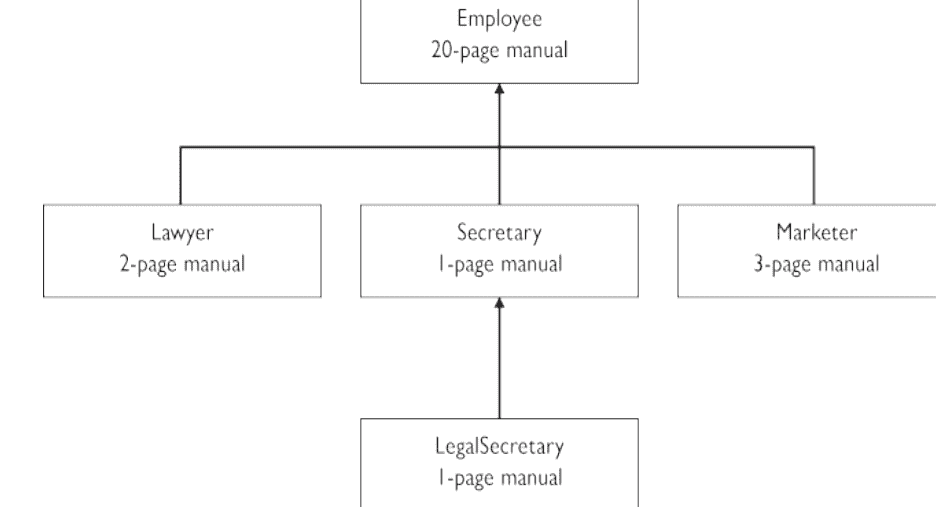 Employee
20-page manual
Lawyer
2-page manual
Secretary
1-page manual
Marketer
3-page manual
LegalSecretary
1-page manual